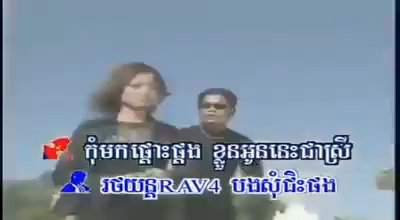 កុំមកផ្ដោះផ្ដង ខ្លួនអូននេះជាស្រី
រថយន្តRAV4 បងសុំជិះផង